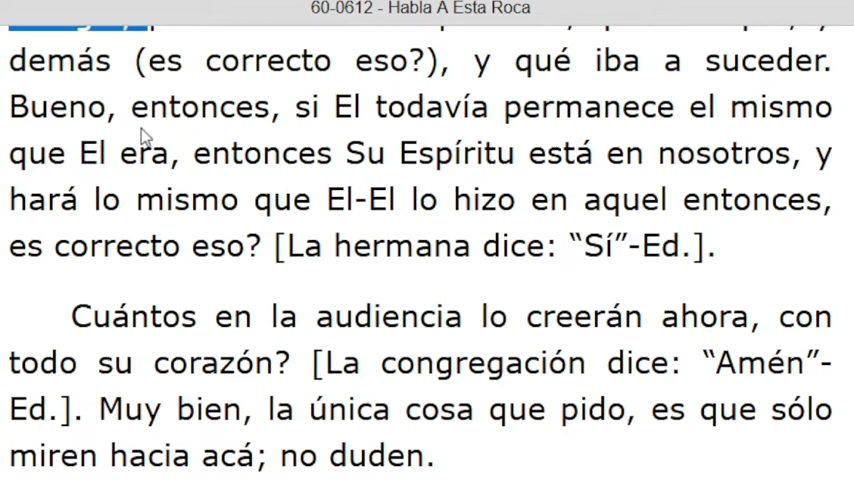 60-0612 - Habla A Esta Roca
demás (es correcto eso?), y qué iba a suceder.
Bueno, entonces, si El todavía permanece el mismo
que El era, entonces Su Espíritu está en nosotros, y
hará lo mismo que El-El lo hizo en aquel entonces,
es correcto eso? [La hermana dice: “Sí”-Ed.].
Cuántos en la audiencia lo creerán ahora, con
todo su corazón? [La congregación dice: “Amén”-
Ed.]. Muy bien, la única cosa que pido, es que sólo
miren hacia acá; no duden.